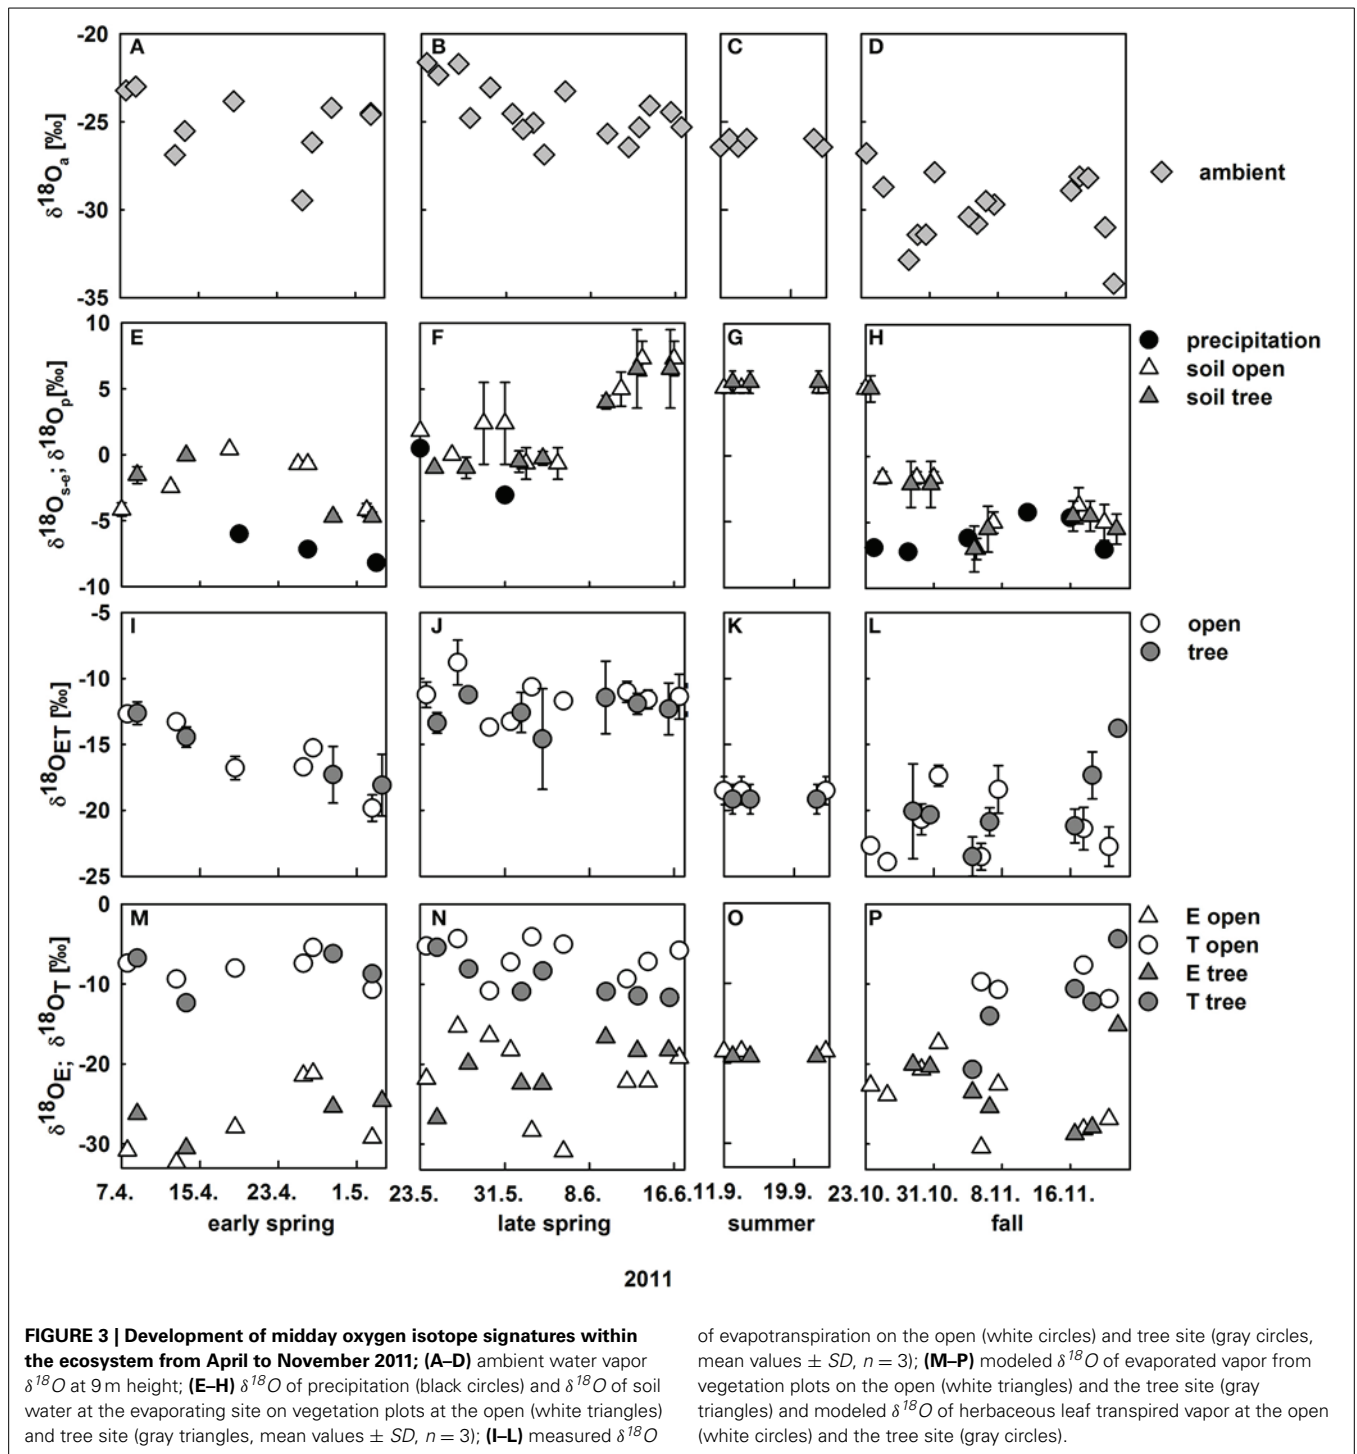 A B C D
-20
-25
-30
-35
δ18Oa [‰]
ambient
E F G H
10
5
0
-5
-10
δ18Os-e; δ18Op[‰]
precipitation
soil open
soil tree
I J K L
-5
-10
-15
-20
-25
δ18OET [‰]
open
tree
M N O P
0
-10
-20
-30
δ18OE; δ18OT [‰]
E open
T open
E tree
T tree
7.4. 15.4. 23.4. 1.5. 23.5. 31.5. 8.6. 16.6. 11.9. 19.9. 23.10. 31.10. 8.11. 16.11.
early spring late spring summer fall
2011
FIGURE 3 | Development of midday oxygen isotope signatures within
the ecosystem from April to November 2011; (A–D) ambient water vapor
δ18O at 9 m height; (E–H) δ18O of precipitation (black circles) and δ18O of soil
water at the evaporating site on vegetation plots at the open (white triangles)
and tree site (gray triangles, mean values ± SD, n = 3); (I–L) measured δ18O
of evapotranspiration on the open (white circles) and tree site (gray circles,
mean values ± SD, n = 3); (M–P) modeled δ18O of evaporated vapor from
vegetation plots on the open (white triangles) and the tree site (gray
triangles) and modeled δ18O of herbaceous leaf transpired vapor at the open
(white circles) and the tree site (gray circles).